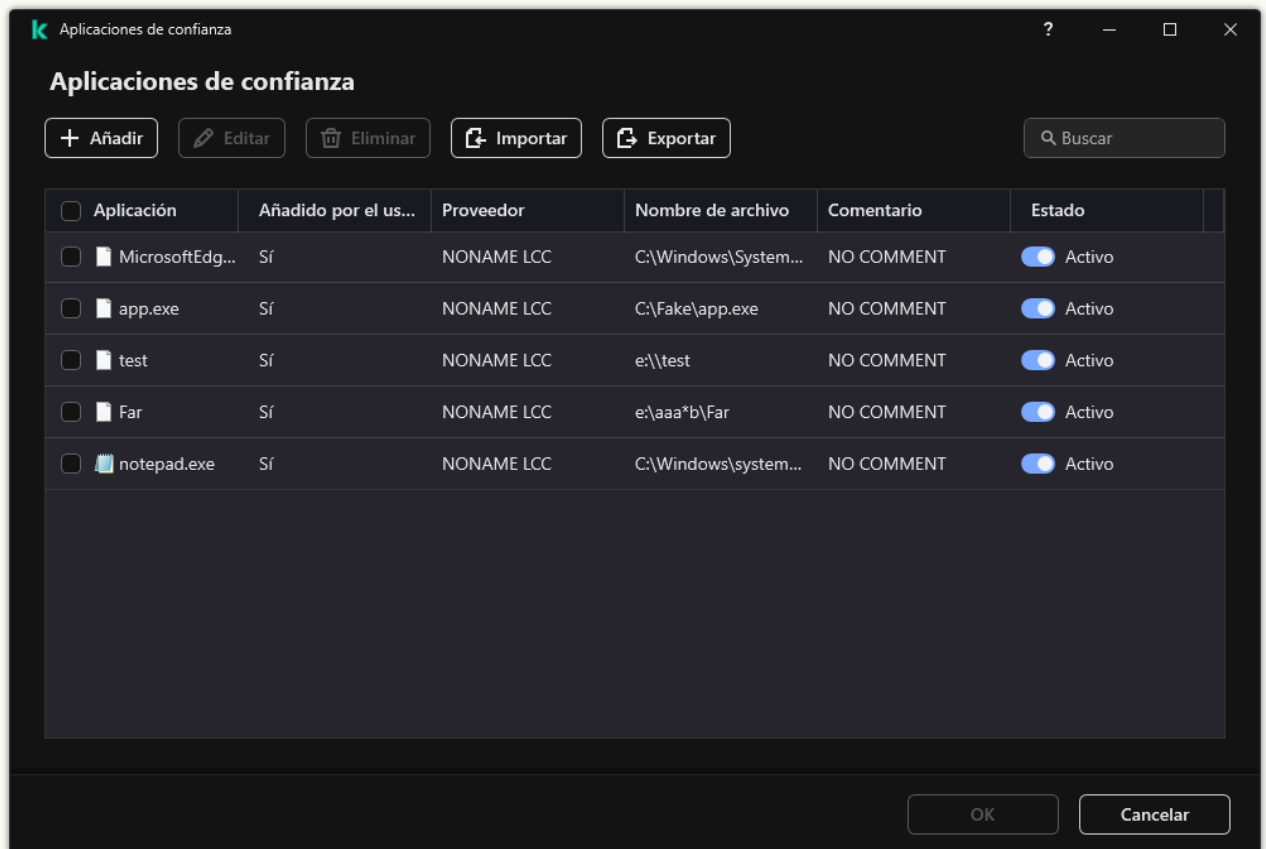 Aplicaciones de confianza ?
Aplicaciones de confianza
Añadir Editar Eliminar Importar Exportar Buscar
Aplicación Añadido por el us... Proveedor Nombre de archivo Comentario Estado
MicrosoftEdg... Sí NONAME LCC C:\Windows\System... NO COMMENT Activo
app.exe Sí NONAME LCC C:\Fake\app.exe NO COMMENT Activo
test Sí NONAME LCC e:\\test NO COMMENT Activo
Far Sí NONAME LCC e:\aaa*b\Far NO COMMENT Activo
notepad.exe Sí NONAME LCC C:\Windows\system... NO COMMENT Activo
OK Cancelar